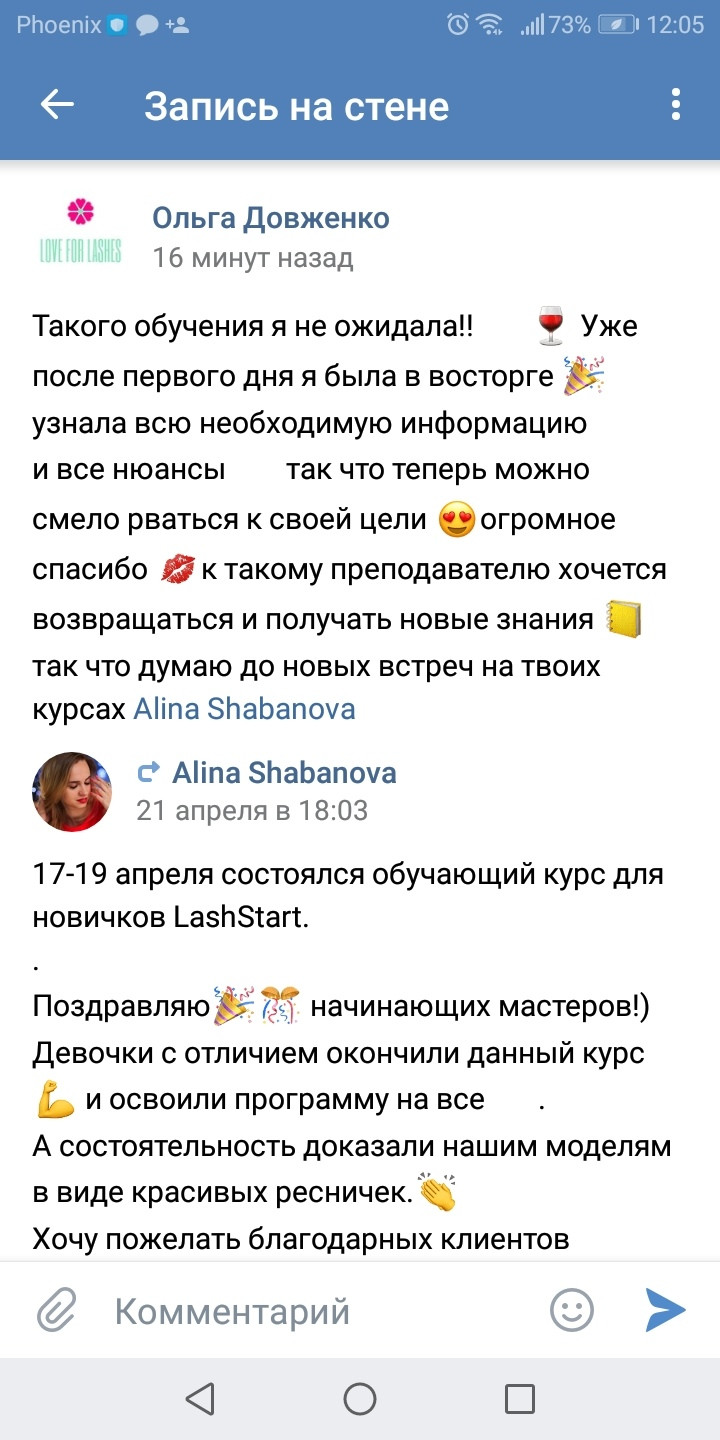 Phoenix 73% 12:05
Запись на стене
LOVE FOR LASHES
Ольга Довженко
16 минут назад
Такого обучения я не ожидала!! 🍷 Уже
после первого дня я была в восторге 🎉
узнала всю необходимую информацию
и все нюансы так что теперь можно
смело рваться к своей цели 😍огромное
спасибо 💋к такому преподавателю хочется
возвращаться и получать новые знания 📒
так что думаю до новых встреч на твоих
курсах Alina Shabanova
Alina Shabanova
21 апреля в 18:03
17-19 апреля состоялся обучающий курс для
новичков LashStart.
.
Поздравляю🎉🎊 начинающих мастеров!)
Девочки с отличием окончили данный курс
💪 и освоили программу на все .
А состоятельность доказали нашим моделям
в виде красивых ресничек.👏
Хочу пожелать благодарных клиентов
Комментарий